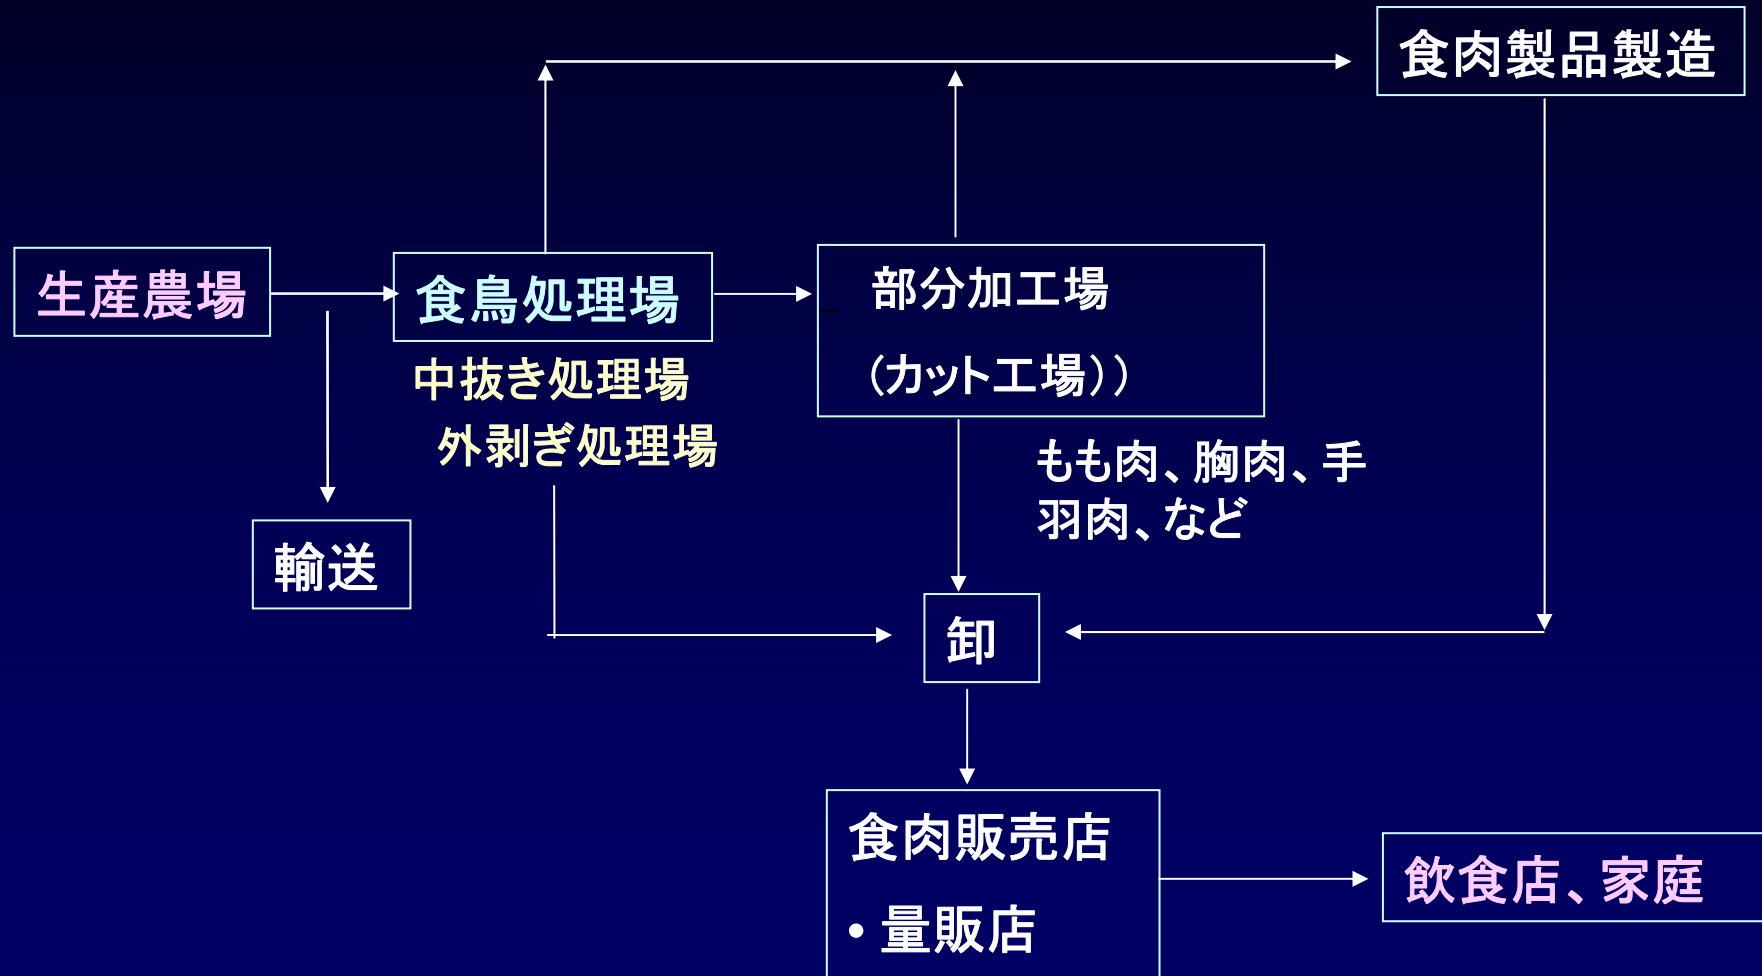 食肉製品製造
生産農場
食鳥処理場
中抜き処理場
外剥ぎ処理場
部分加工場
（カット工場））
もも肉、胸肉、手
羽肉、など
輸送
卸
食肉販売店
• 量販店
飲食店、家庭